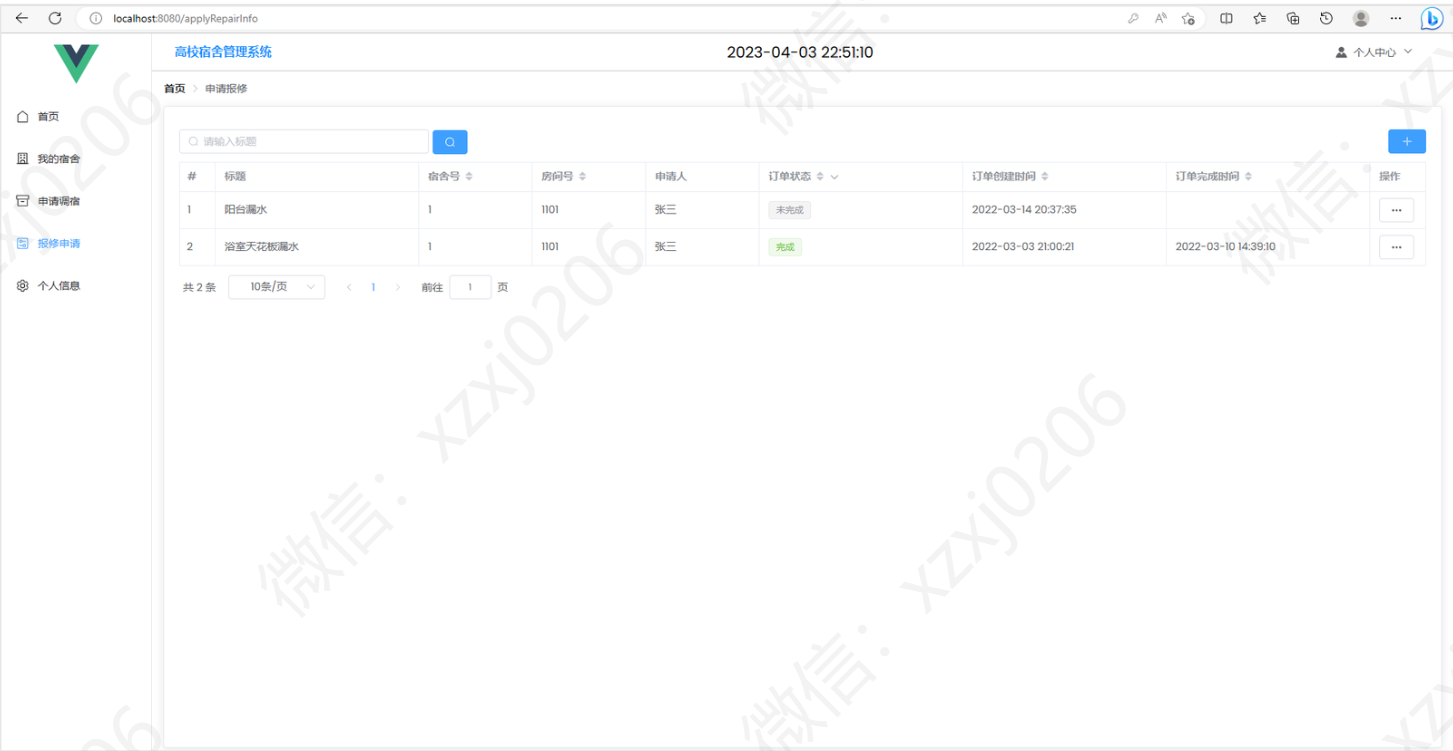 localhost:8080/applyRepairInfo
高校宿舍管理系统 2023-04-03 22:51:10 个人中心
首页 > 申请报修
首页
我的宿舍
申请调宿
报修申请
个人信息
请输入标题
# 标题 宿舍号 房间号 申请人 订单状态 订单创建时间 订单完成时间 操作
1 阳台漏水 1 1101 张三 未完成 2022-03-14 20:37:35 ...
2 浴室天花板漏水 1 1101 张三 完成 2022-03-03 21:00:21 2022-03-10 14:39:10 ...
共 2 条 10条/页 < 1 > 前往 1 页
微信：xzxj0206
微信：xzxj0206